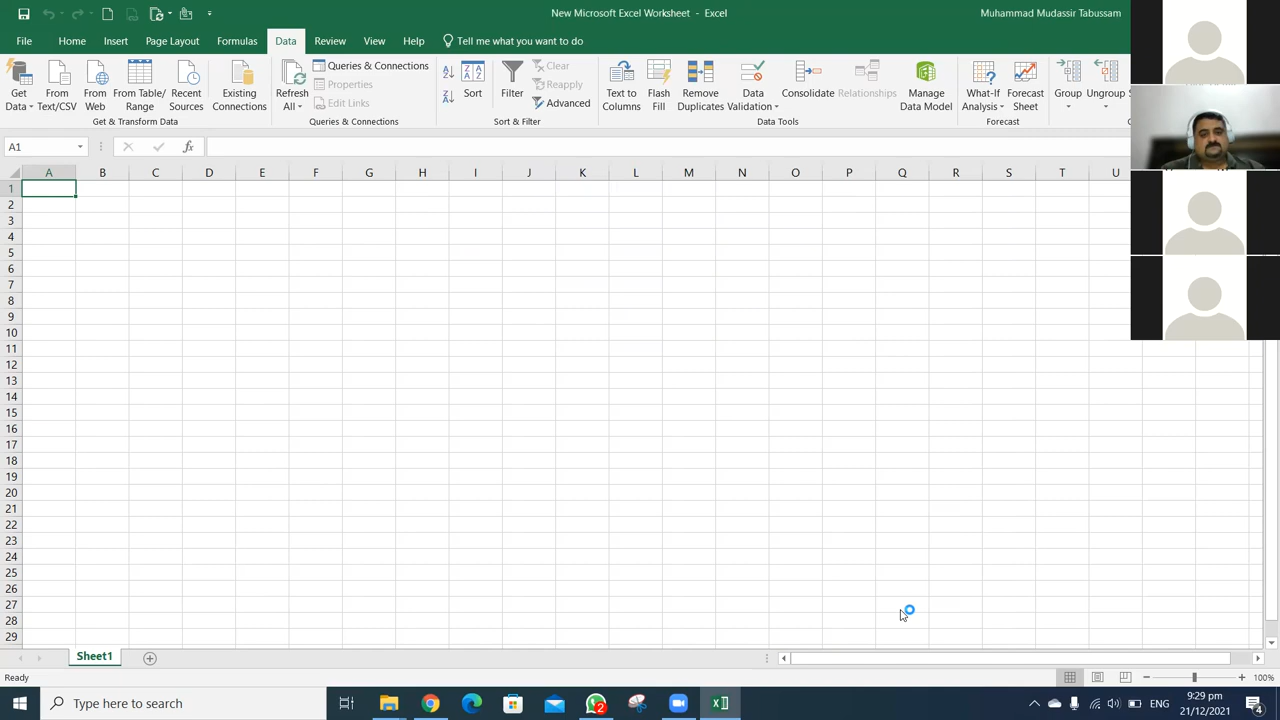 New Microsoft Excel Worksheet - Excel
Muhammad Mudassir Tabussam
File Home Insert Page Layout Formulas Data Review View Help Tell me what you want to do
Get Data
From Text/CSV
From Web
From Table/ Range
Recent Sources
Existing Connections
Get & Transform Data
Refresh All
Queries & Connections
Properties
Edit Links
Queries & Connections
Sort
Filter
Clear
Reapply
Advanced
Sort & Filter
Text to Columns
Flash Fill
Remove Duplicates
Data Validation
Consolidate
Relationships
Manage Data Model
Data Tools
What-If Analysis
Forecast Sheet
Forecast
Group
Ungroup
A1
A B C D E F G H I J K L M N O P Q R S T U
1
2
3
4
5
6
7
8
9
10
11
12
13
14
15
16
17
18
19
20
21
22
23
24
25
26
27
28
29
Sheet1
Ready
100%
Type here to search
2
ENG
9:29 pm
21/12/2021
4